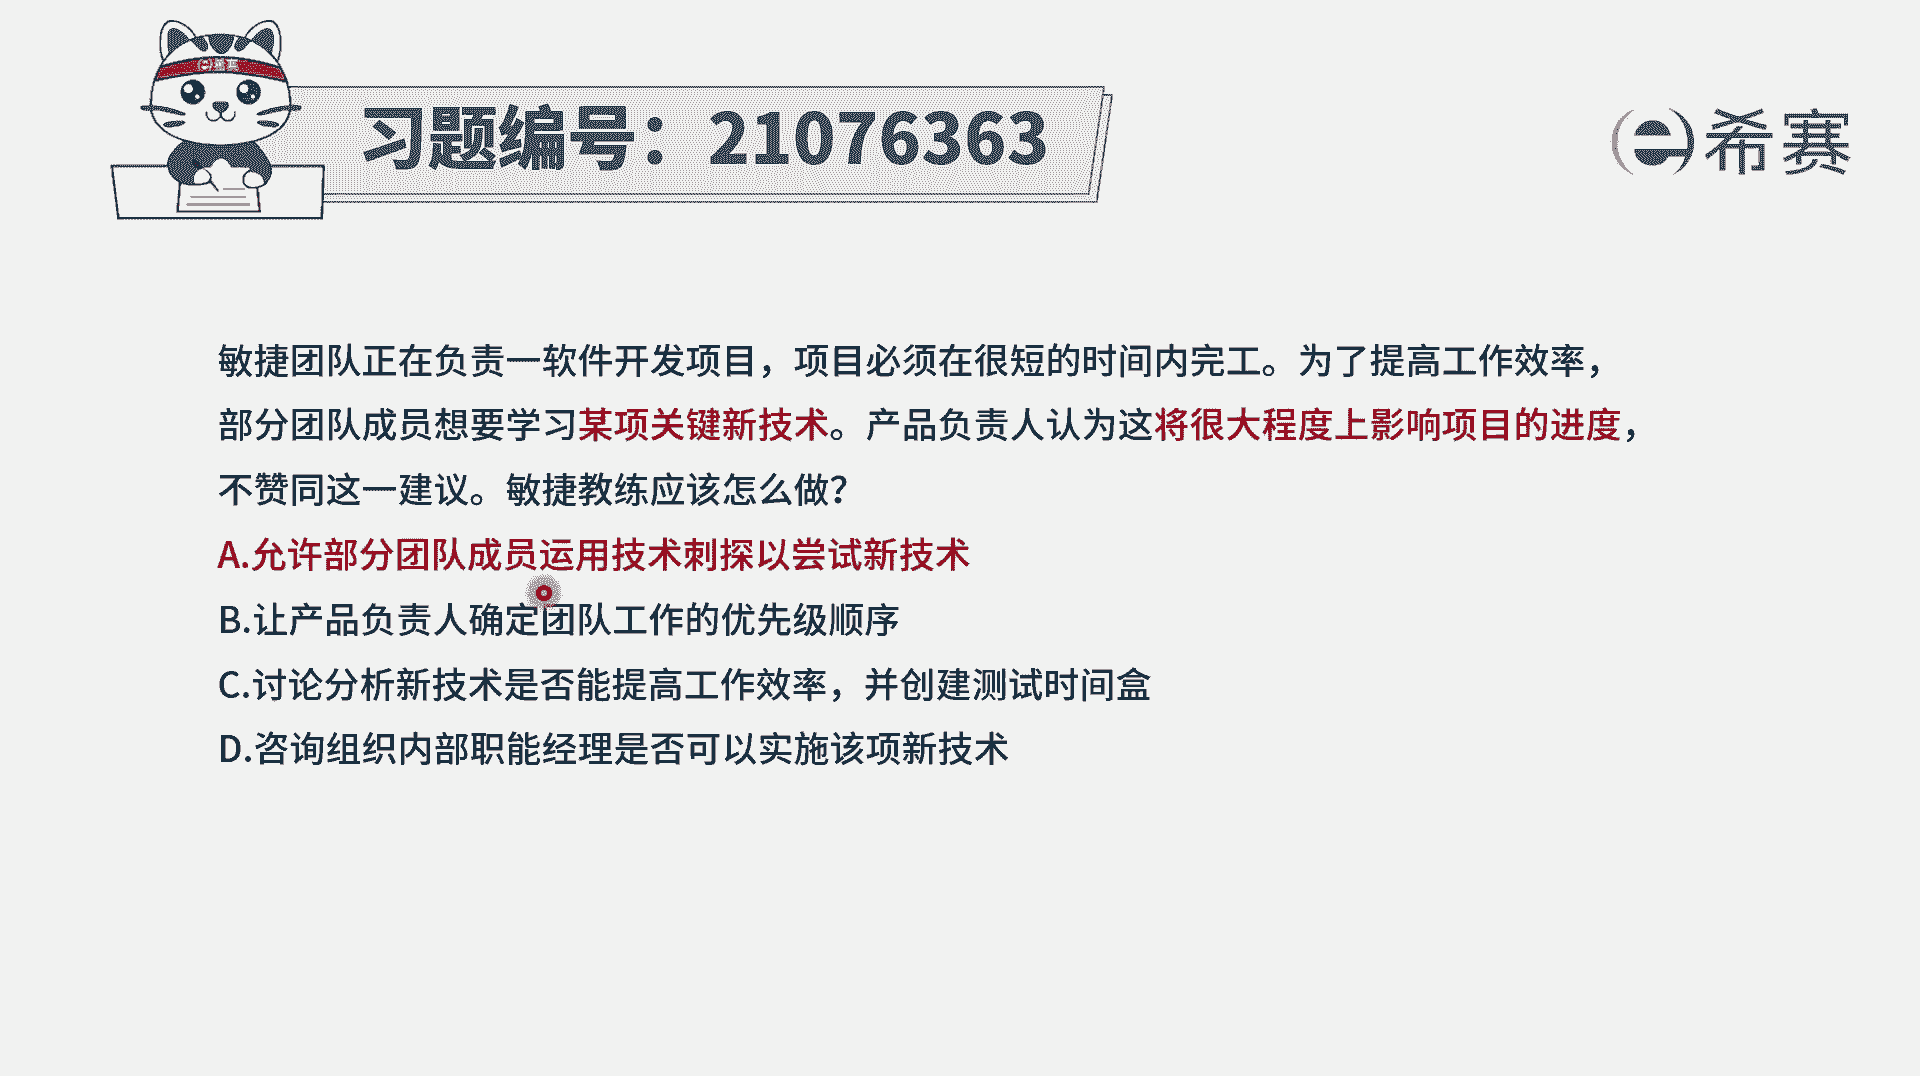 习题编号：21076363
希赛
敏捷团队正在负责一软件开发项目，项目必须在很短的时间内完工。为了提高工作效率，
部分团队成员想要学习某项关键新技术。产品负责人认为这将很大程度上影响项目的进度，
不赞同这一建议。敏捷教练应该怎么做？
A.允许部分团队成员运用技术刺探以尝试新技术
B.让产品负责人确定团队工作的优先级顺序
C.讨论分析新技术是否能提高工作效率，并创建测试时间盒
D.咨询组织内部职能经理是否可以实施该项新技术